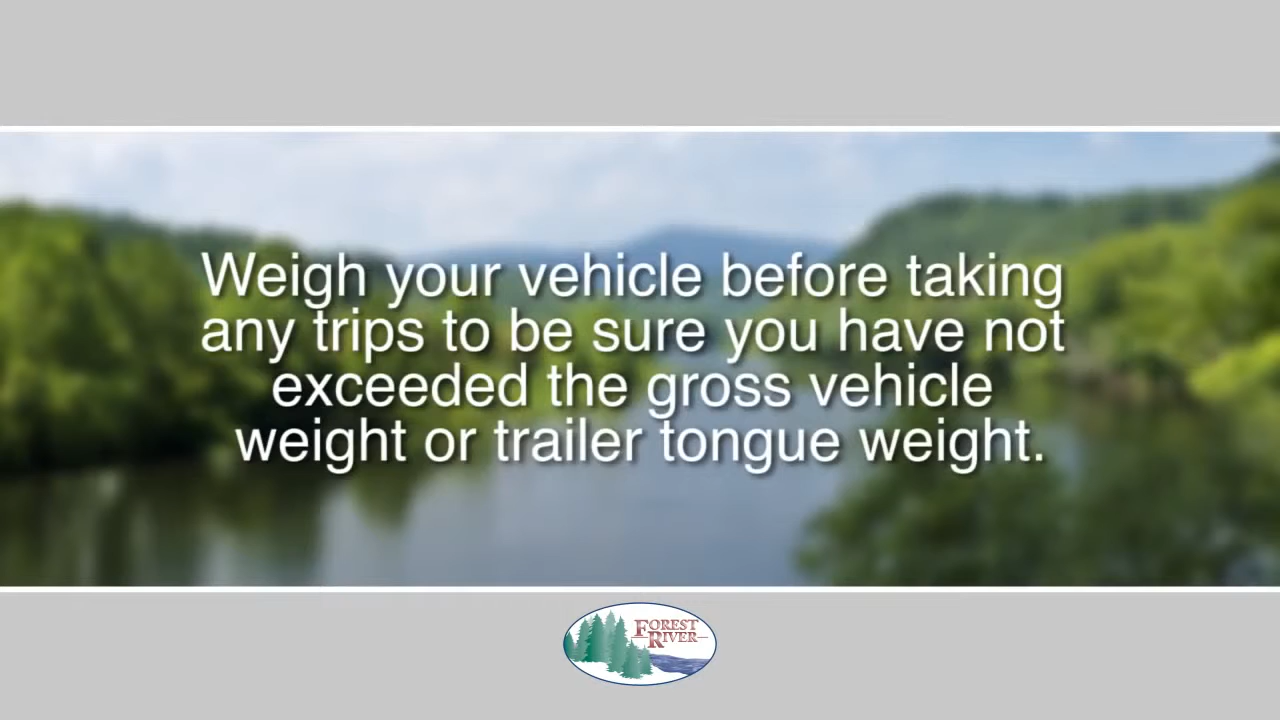 Weigh your vehicle before taking
any trips to be sure you have not
exceeded the gross vehicle
weight or trailer tongue weight.
FOREST
RIVER